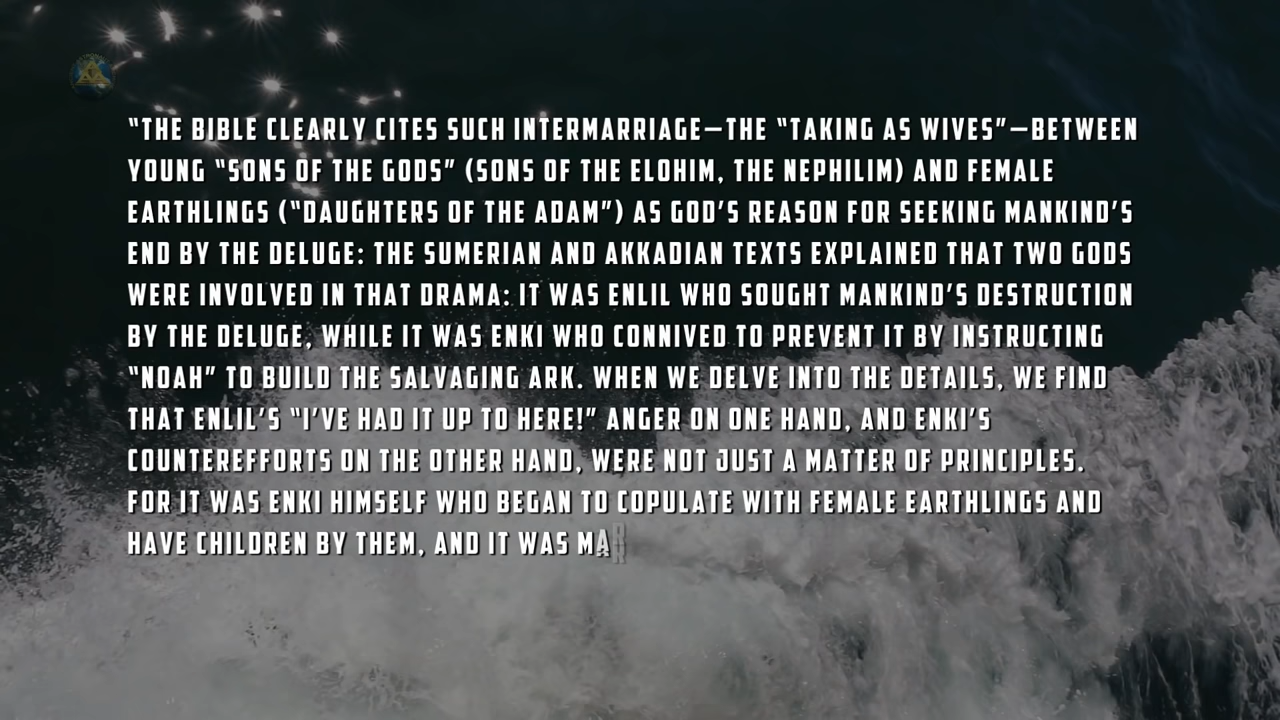 “THE BIBLE CLEARLY CITES SUCH INTERMARRIAGE—THE “TAKING AS WIVES”—BETWEEN
YOUNG “SONS OF THE GODS” (SONS OF THE ELOHIM, THE NEPHILIM) AND FEMALE
EARTHLINGS (“DAUGHTERS OF THE ADAM”) AS GOD’S REASON FOR SEEKING MANKIND’S
END BY THE DELUGE: THE SUMERIAN AND AKKADIAN TEXTS EXPLAINED THAT TWO GODS
WERE INVOLVED IN THAT DRAMA: IT WAS ENLIL WHO SOUGHT MANKIND’S DESTRUCTION
BY THE DELUGE, WHILE IT WAS ENKI WHO CONNIVED TO PREVENT IT BY INSTRUCTING
“NOAH” TO BUILD THE SALVAGING ARK. WHEN WE DELVE INTO THE DETAILS, WE FIND
THAT ENLIL’S “I’VE HAD IT UP TO HERE!” ANGER ON ONE HAND, AND ENKI’S
COUNTEREFFORTS ON THE OTHER HAND, WERE NOT JUST A MATTER OF PRINCIPLES.
FOR IT WAS ENKI HIMSELF WHO BEGAN TO COPULATE WITH FEMALE EARTHLINGS AND
HAVE CHILDREN BY THEM, AND IT WAS MA